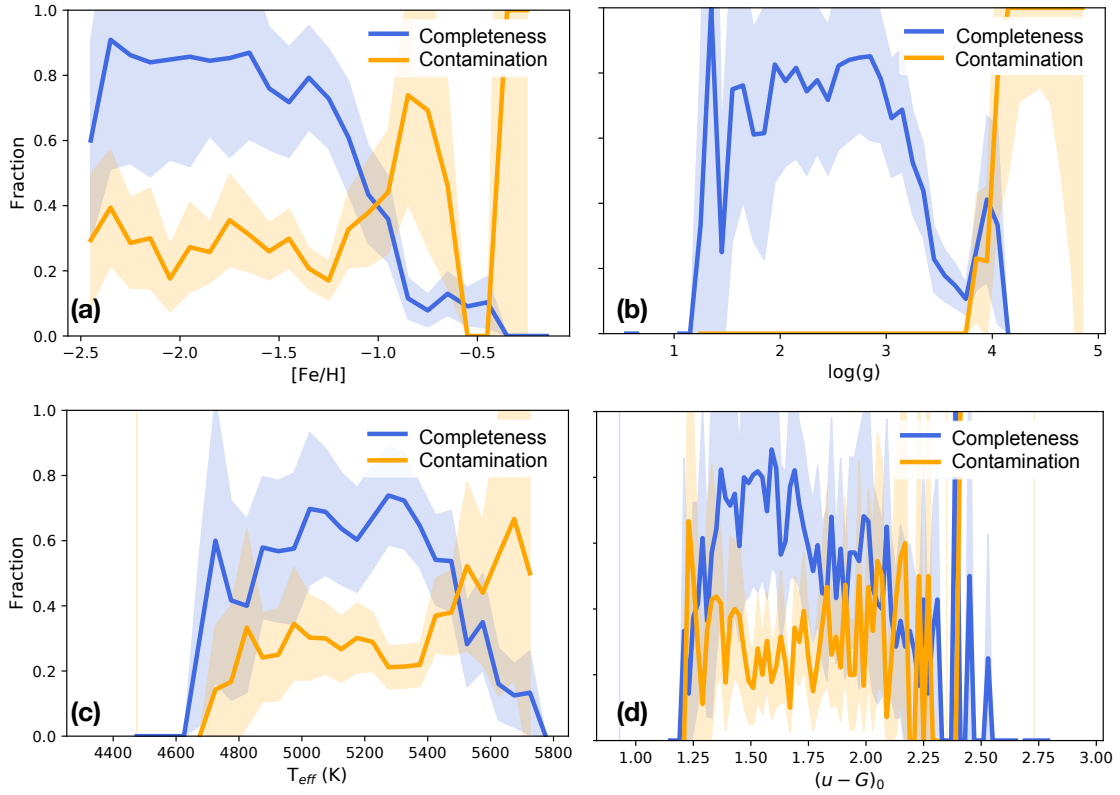 1.0
0.8
0.6
0.4
0.2
0.0
Fraction
Completeness
Contamination
(a)
−2.5 −2.0 −1.5 −1.0 −0.5
[Fe/H]
Completeness
Contamination
(b)
1 2 3 4 5
log(g)
1.0
0.8
0.6
0.4
0.2
0.0
Fraction
Completeness
Contamination
(c)
4400 4600 4800 5000 5200 5400 5600 5800
T_eff (K)
Completeness
Contamination
(d)
1.00 1.25 1.50 1.75 2.00 2.25 2.50 2.75 3.00
(u − G)₀